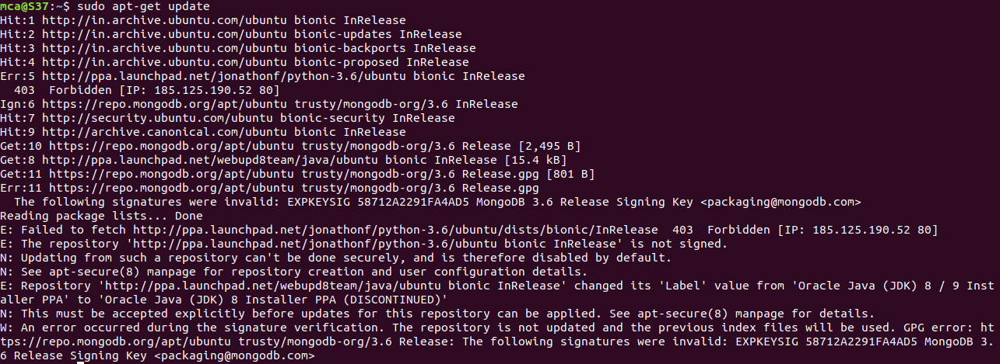 mca@S37:~$ sudo apt-get update
Hit:1 http://in.archive.ubuntu.com/ubuntu bionic InRelease
Hit:2 http://in.archive.ubuntu.com/ubuntu bionic-updates InRelease
Hit:3 http://in.archive.ubuntu.com/ubuntu bionic-backports InRelease
Hit:4 http://in.archive.ubuntu.com/ubuntu bionic-proposed InRelease
Err:5 http://ppa.launchpad.net/jonathonf/python-3.6/ubuntu bionic InRelease
  403  Forbidden [IP: 185.125.190.52 80]
Ign:6 https://repo.mongodb.org/apt/ubuntu trusty/mongodb-org/3.6 InRelease
Hit:7 http://security.ubuntu.com/ubuntu bionic-security InRelease
Hit:9 http://archive.canonical.com/ubuntu bionic InRelease
Get:10 https://repo.mongodb.org/apt/ubuntu trusty/mongodb-org/3.6 Release [2,495 B]
Get:8 http://ppa.launchpad.net/webupd8team/java/ubuntu bionic InRelease [15.4 kB]
Get:11 https://repo.mongodb.org/apt/ubuntu trusty/mongodb-org/3.6 Release.gpg [801 B]
Err:11 https://repo.mongodb.org/apt/ubuntu trusty/mongodb-org/3.6 Release.gpg
  The following signatures were invalid: EXPKEYSIG 58712A2291FA4AD5 MongoDB 3.6 Release Signing Key <packaging@mongodb.com>
Reading package lists... Done
E: Failed to fetch http://ppa.launchpad.net/jonathonf/python-3.6/ubuntu/dists/bionic/InRelease  403  Forbidden [IP: 185.125.190.52 80]
E: The repository 'http://ppa.launchpad.net/jonathonf/python-3.6/ubuntu bionic InRelease' is not signed.
N: Updating from such a repository can't be done securely, and is therefore disabled by default.
N: See apt-secure(8) manpage for repository creation and user configuration details.
E: Repository 'http://ppa.launchpad.net/webupd8team/java/ubuntu bionic InRelease' changed its 'Label' value from 'Oracle Java (JDK) 8 / 9 Inst
aller PPA' to 'Oracle Java (JDK) 8 Installer PPA (DISCONTINUED)'
N: This must be accepted explicitly before updates for this repository can be applied. See apt-secure(8) manpage for details.
W: An error occurred during the signature verification. The repository is not updated and the previous index files will be used. GPG error: ht
tps://repo.mongodb.org/apt/ubuntu trusty/mongodb-org/3.6 Release: The following signatures were invalid: EXPKEYSIG 58712A2291FA4AD5 MongoDB 3.
6 Release Signing Key <packaging@mongodb.com>